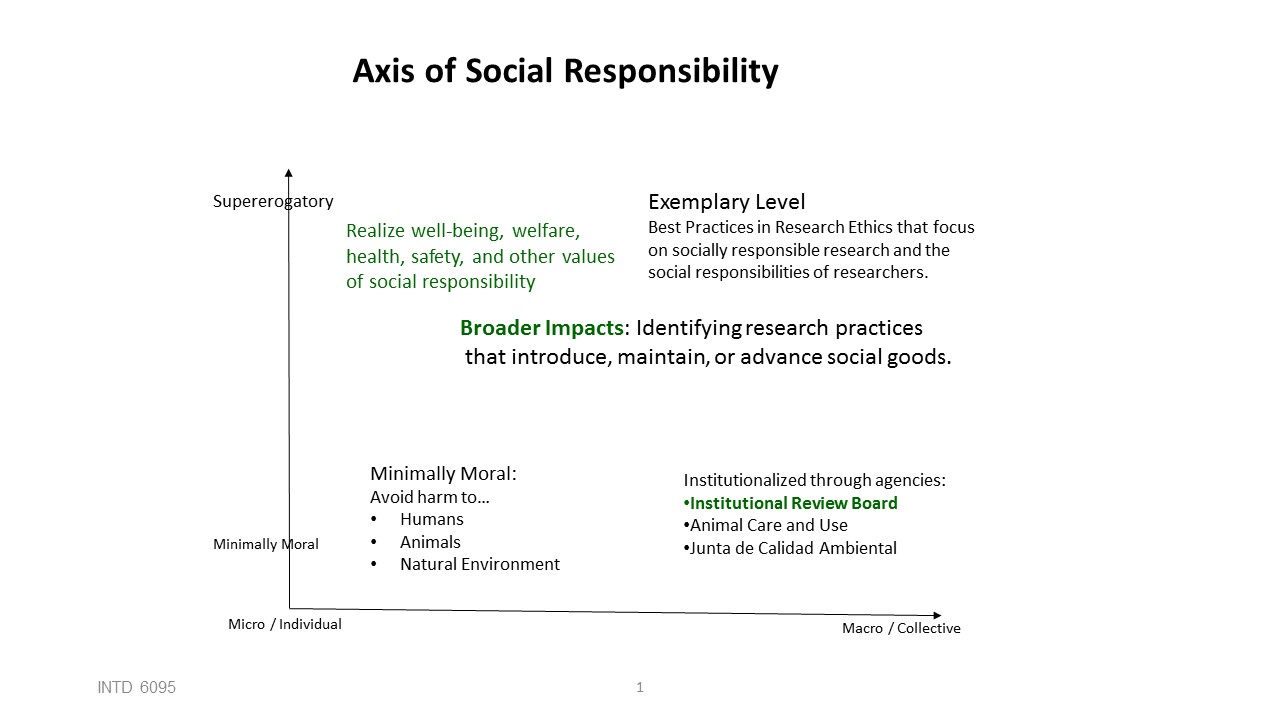 Axis of Social Responsibility
Supererogatory
Realize well-being, welfare,
health, safety, and other values
of social responsibility
Exemplary Level
Best Practices in Research Ethics that focus
on socially responsible research and the
social responsibilities of researchers.
Broader Impacts: Identifying research practices
that introduce, maintain, or advance social goods.
Minimally Moral:
Avoid harm to…
• Humans
• Animals
• Natural Environment
Institutionalized through agencies:
•Institutional Review Board
•Animal Care and Use
•Junta de Calidad Ambiental
Minimally Moral
Micro / Individual
Macro / Collective
INTD 6095
1